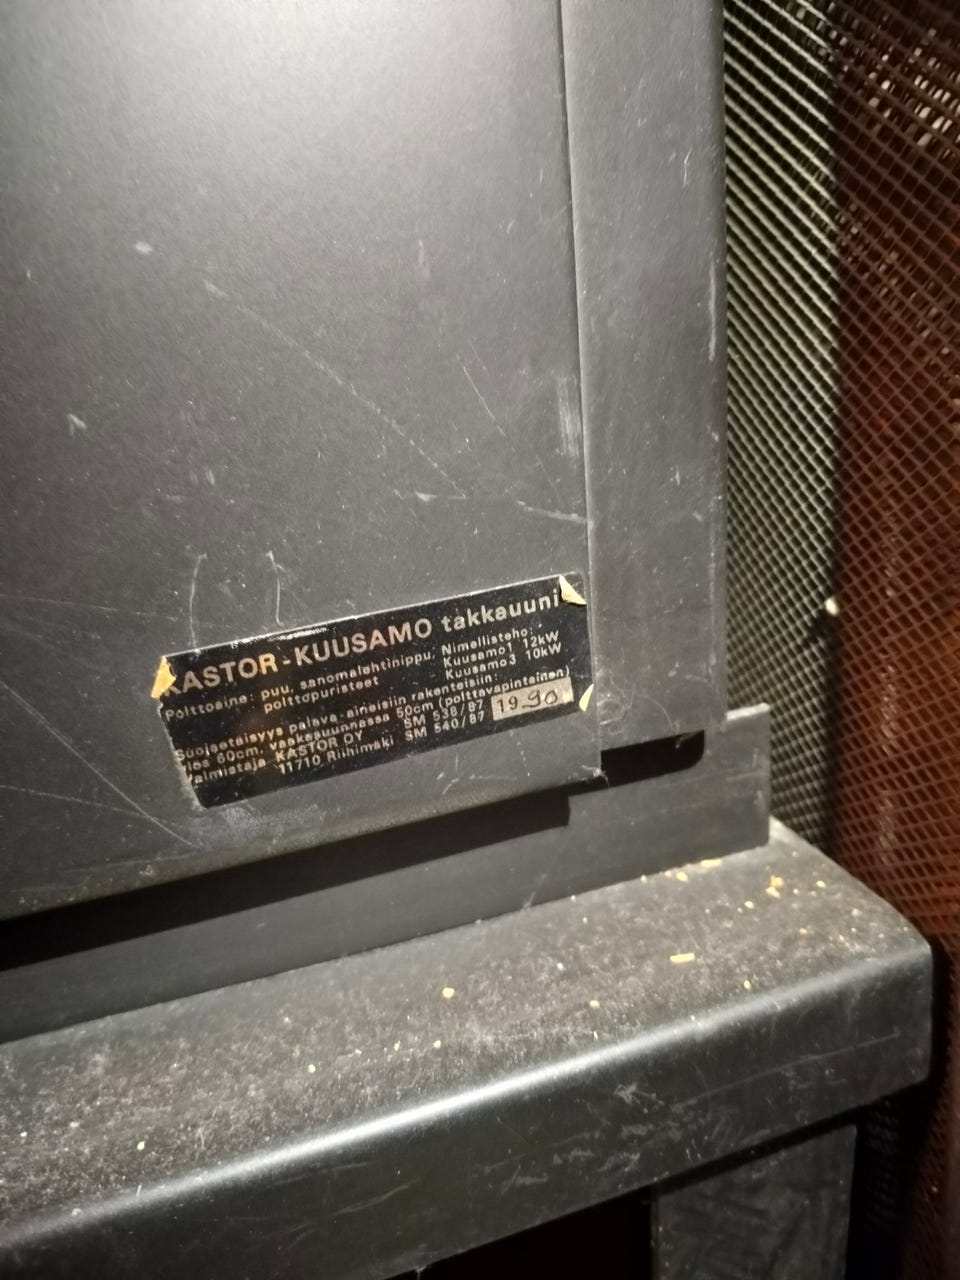 KASTOR-KUUSAMO takkauuni
Polttoaine: puu, sanomalehtinippu, Nimellisteho:
polttopuristeet Kuusamo1 12kW
Kuusamo3 10kW
Suojaetäisyys palava-aineisiin rakenteisiin:
60cm, vaakasuunnassa 50cm (polttavapintainen)
Valmistaja KASTOR OY SM 538/87 1990
11710 Riihimäki SM 540/87